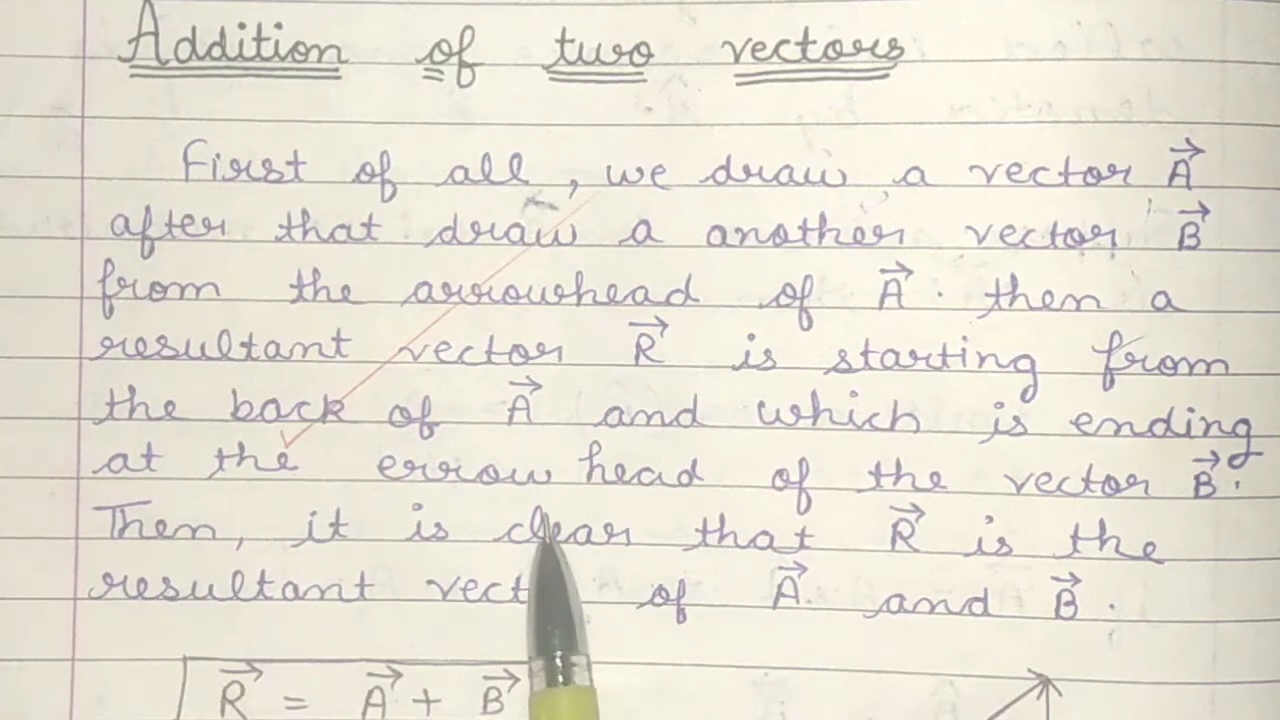 Addition of two vectors
First of all, we draw a vector A⃗
after that draw a another vector B⃗
from the arrowhead of A⃗. then a
resultant vector R⃗ is starting from
the back of A⃗ and which is ending
at the errow head of the vector B⃗.
Then, it is clear that R⃗ is the
resultant vect of A⃗ and B⃗.
R⃗ = A⃗ + B⃗